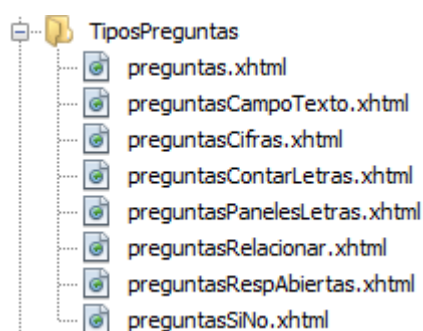 TiposPreguntas
preguntas.xhtml
preguntasCampoTexto.xhtml
preguntasCifras.xhtml
preguntasContarLetras.xhtml
preguntasPanelesLetras.xhtml
preguntasRelacionar.xhtml
preguntasRespAbiertas.xhtml
preguntasSiNo.xhtml